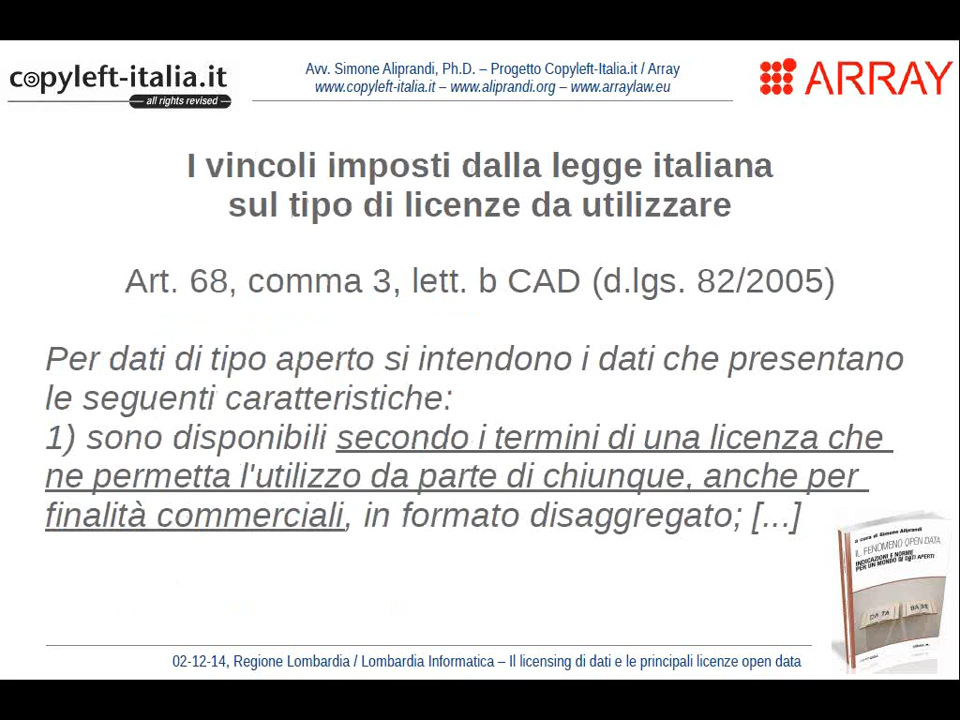 copyleft-italia.it
all rights revised
Avv. Simone Aliprandi, Ph.D. – Progetto Copyleft-Italia.it / Array
www.copyleft-italia.it – www.aliprandi.org – www.arraylaw.eu
ARRAY
I vincoli imposti dalla legge italiana
sul tipo di licenze da utilizzare
Art. 68, comma 3, lett. b CAD (d.lgs. 82/2005)
Per dati di tipo aperto si intendono i dati che presentano
le seguenti caratteristiche:
1) sono disponibili secondo i termini di una licenza che
ne permetta l'utilizzo da parte di chiunque, anche per
finalità commerciali, in formato disaggregato; [...]
a cura di Simone Aliprandi
IL FENOMENO OPEN DATA
INDICAZIONI E NORME
PER UN MONDO DI DATI APERTI
02-12-14, Regione Lombardia / Lombardia Informatica – Il licensing di dati e le principali licenze open data